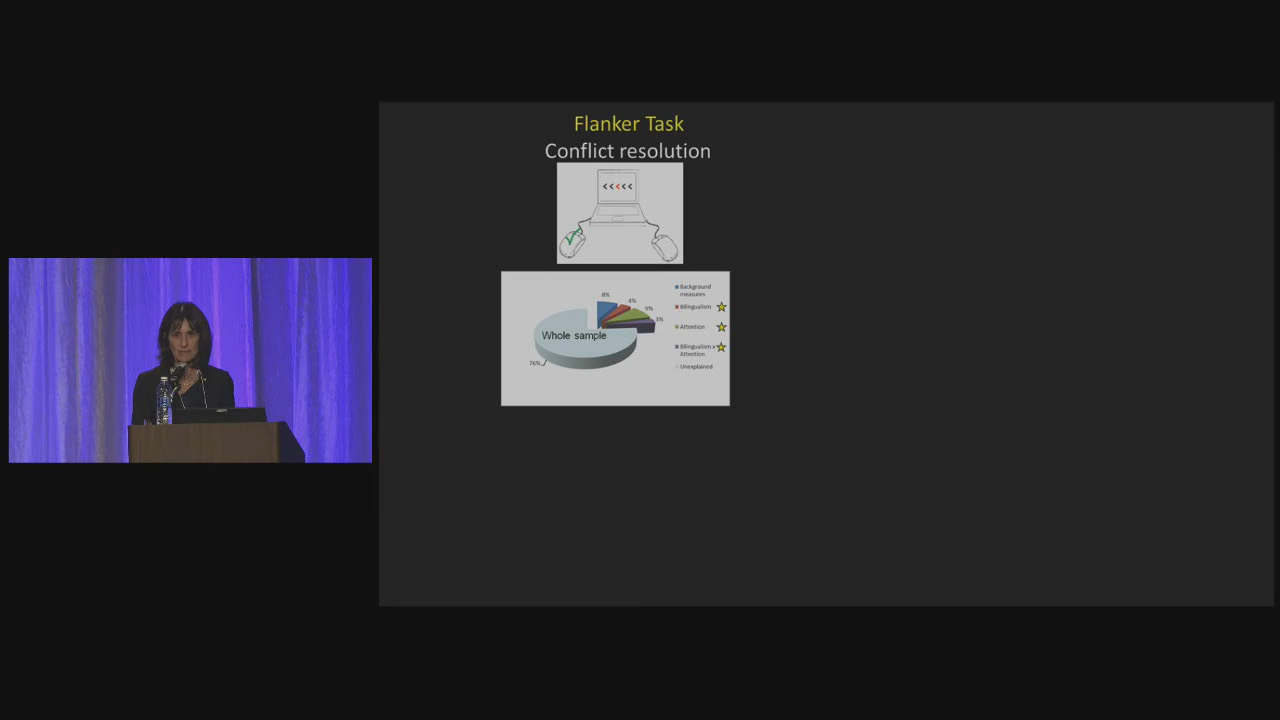 Flanker Task
Conflict resolution
<<<<<
8%
4%
9%
3%
76%
Whole sample
Background
measures
Bilingualism
Attention
Bilingualism x
Attention
Unexplained